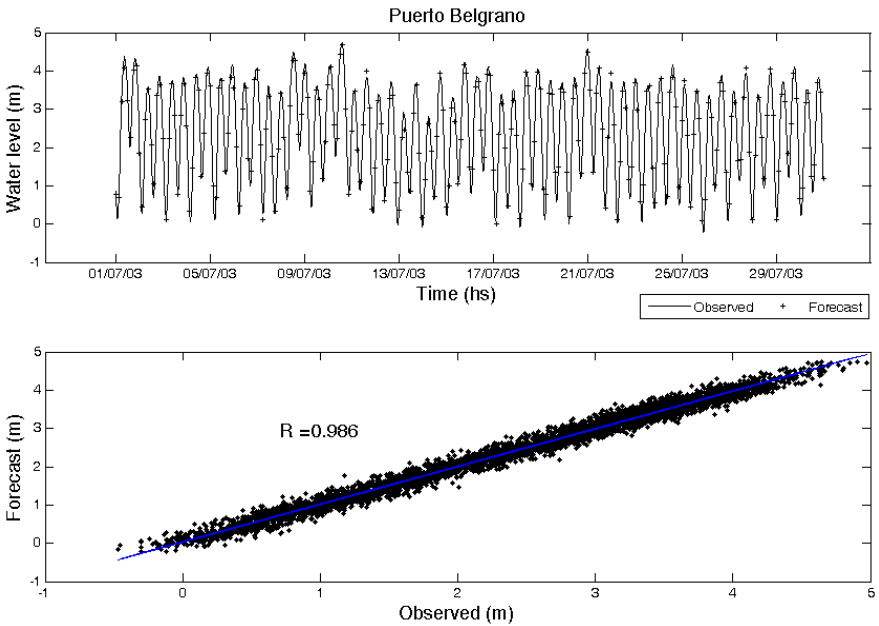 Puerto Belgrano
5
4
3
2
1
0
-1
Water level (m)
01/07/03 05/07/03 09/07/03 13/07/03 17/07/03 21/07/03 25/07/03 29/07/03
Time (hs)
Observed + Forecast
5
4
3
2
1
0
-1
Forecast (m)
R =0.986
-1 0 1 2 3 4 5
Observed (m)